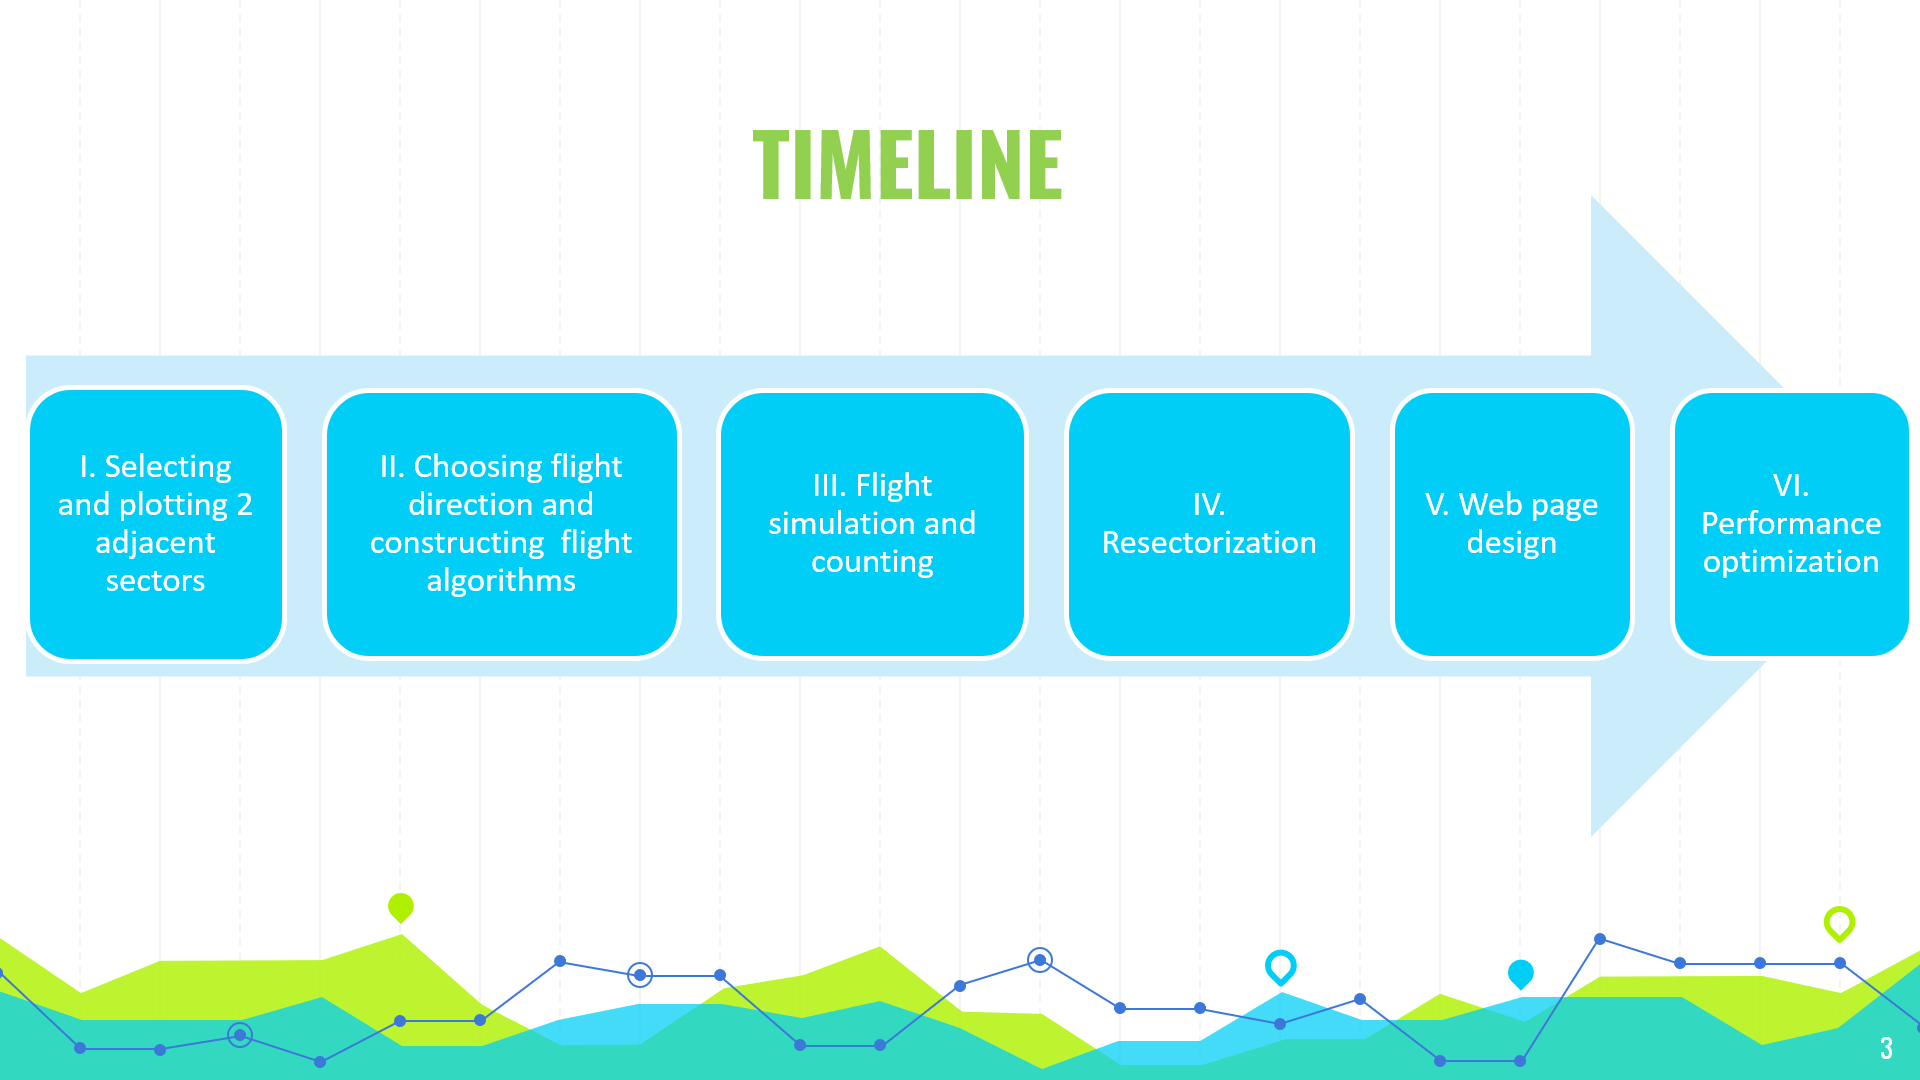 TIMELINE
I. Selecting
and plotting 2
adjacent
sectors
II. Choosing flight
direction and
constructing  flight
algorithms
III. Flight
simulation and
counting
IV.
Resectorization
V. Web page
design
VI.
Performance
optimization
3